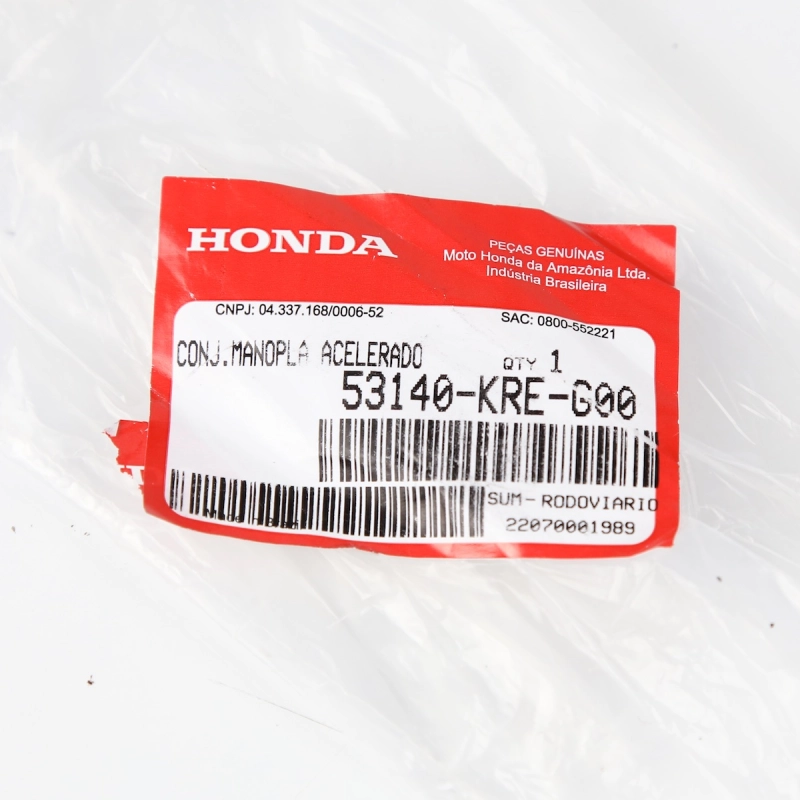 HONDA
PEÇAS GENUÍNAS
Moto Honda da Amazônia Ltda.
Indústria Brasileira
CNPJ: 04.337.168/0006-52
SAC: 0800-552221
CONJ.MANOPLA ACELERADO
QTY 1
53140-KRE-G00
SUM-RODOVIARIO
22070001989